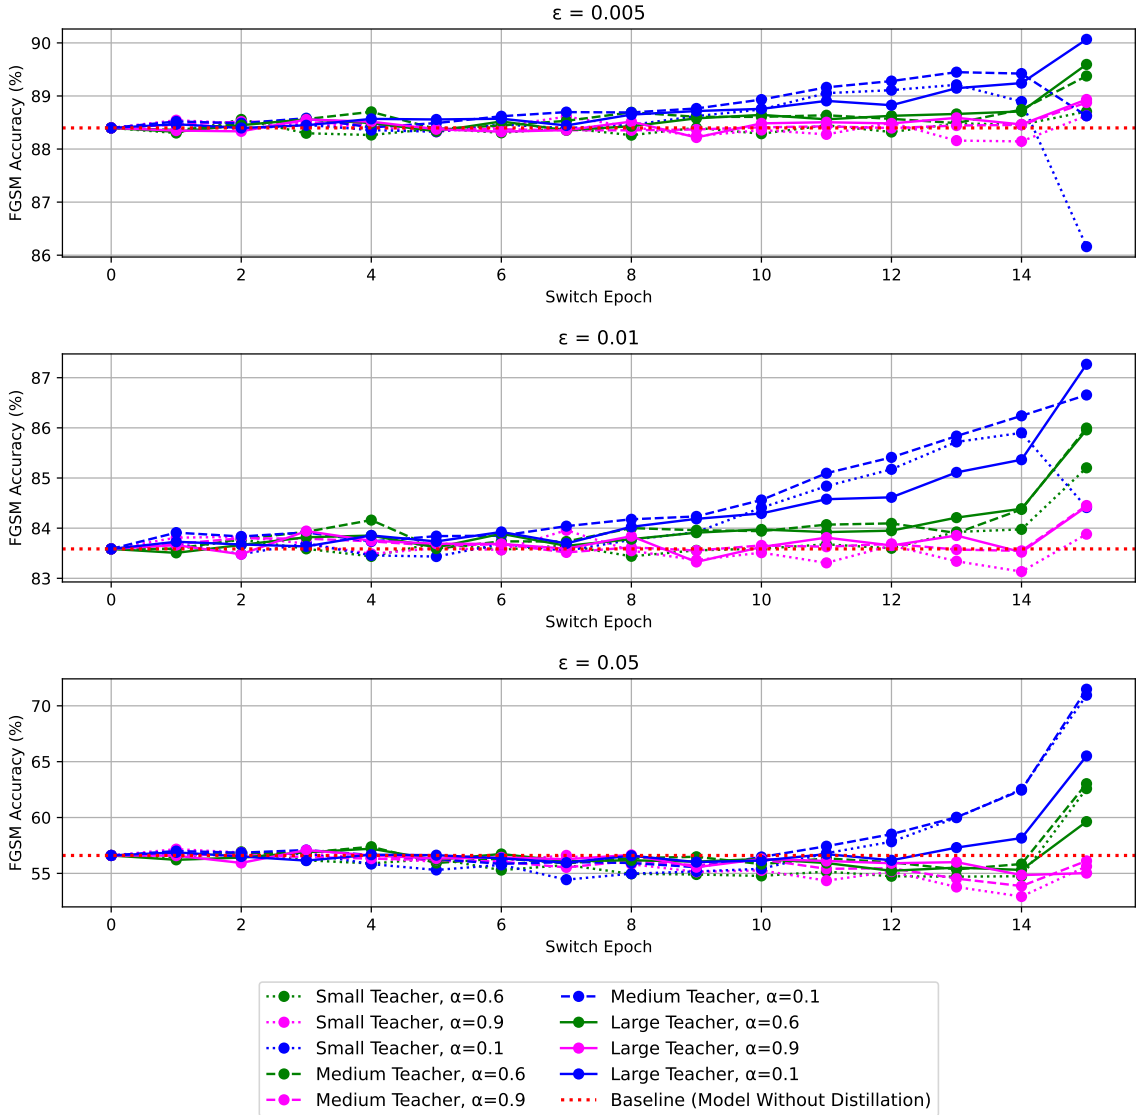 ε = 0.005
FGSM Accuracy (%)
90
89
88
87
86
0 2 4 6 8 10 12 14
Switch Epoch
ε = 0.01
FGSM Accuracy (%)
87
86
85
84
83
0 2 4 6 8 10 12 14
Switch Epoch
ε = 0.05
FGSM Accuracy (%)
70
65
60
55
0 2 4 6 8 10 12 14
Switch Epoch
Small Teacher, α=0.6
Small Teacher, α=0.9
Small Teacher, α=0.1
Medium Teacher, α=0.6
Medium Teacher, α=0.9
Medium Teacher, α=0.1
Large Teacher, α=0.6
Large Teacher, α=0.9
Large Teacher, α=0.1
Baseline (Model Without Distillation)